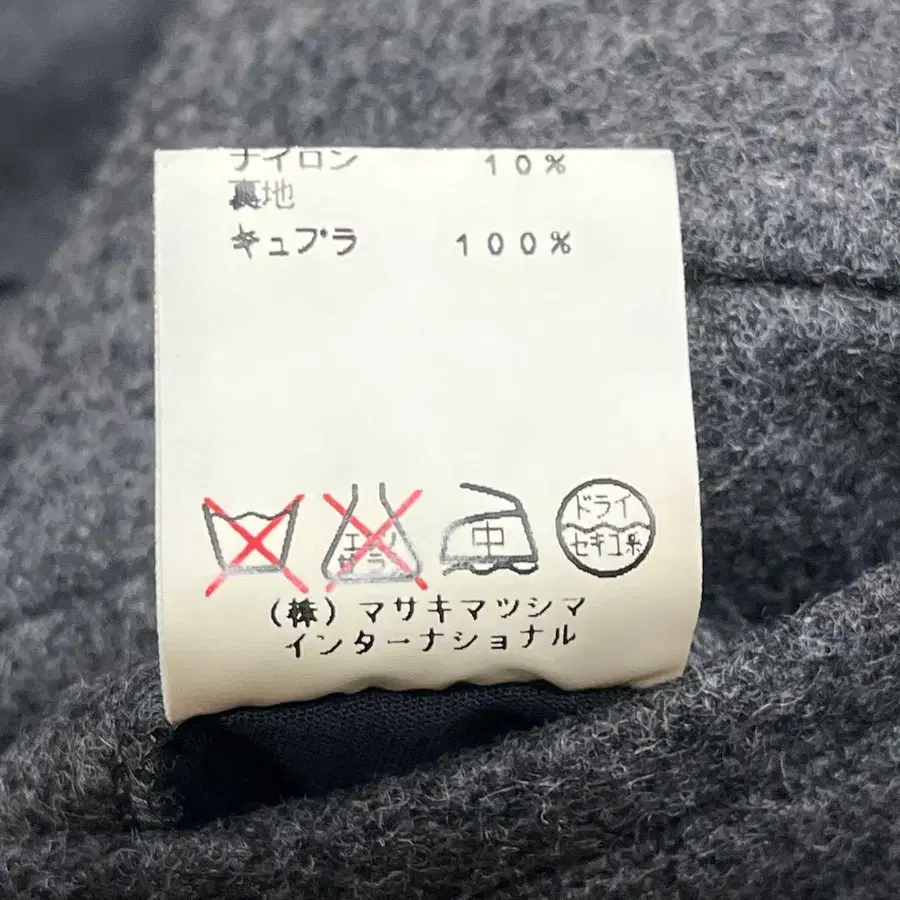 ナイロン 10%
裏地
キュプラ 100%
エンソ
サラシ
中
ドライ
セキユ系
(株) マサキマツシマ
インターナショナル